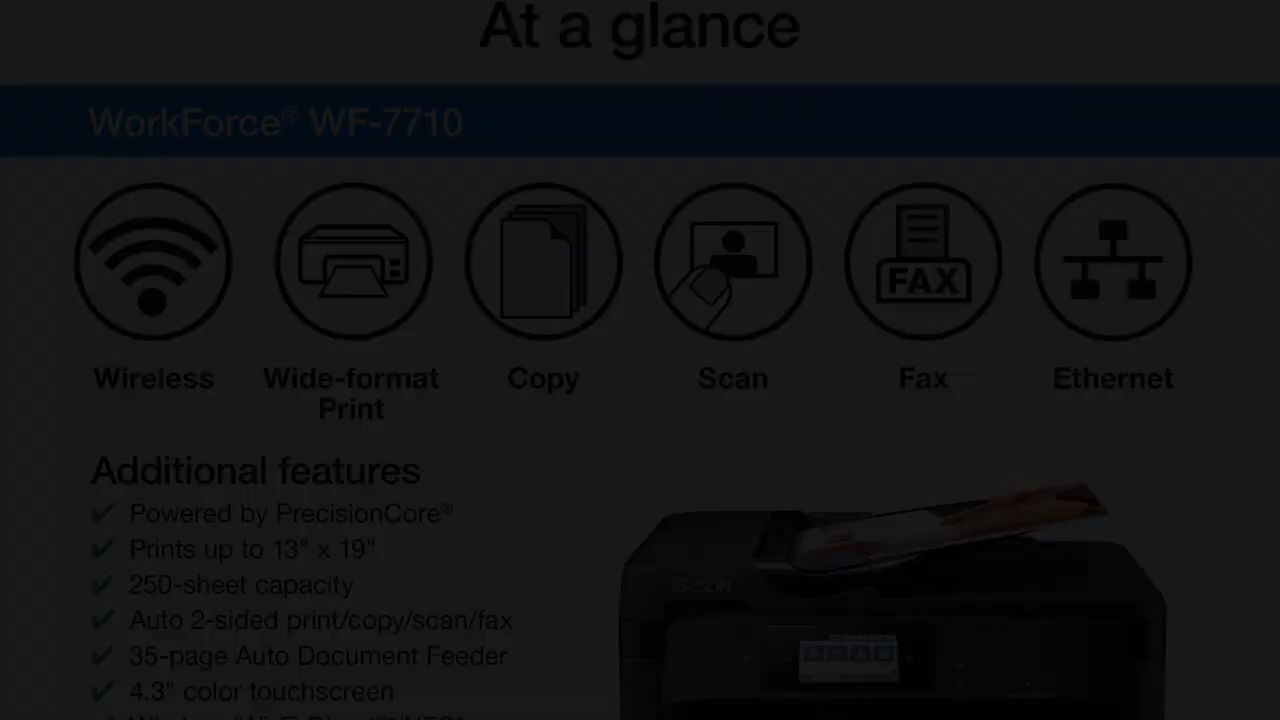 At a glance
WorkForce® WF-7710
FAX
Wireless
Wide-format
Print
Copy
Scan
Fax
Ethernet
Additional features
Powered by PrecisionCore®
Prints up to 13" x 19"
250-sheet capacity
Auto 2-sided print/copy/scan/fax
35-page Auto Document Feeder
4.3" color touchscreen
EPSON